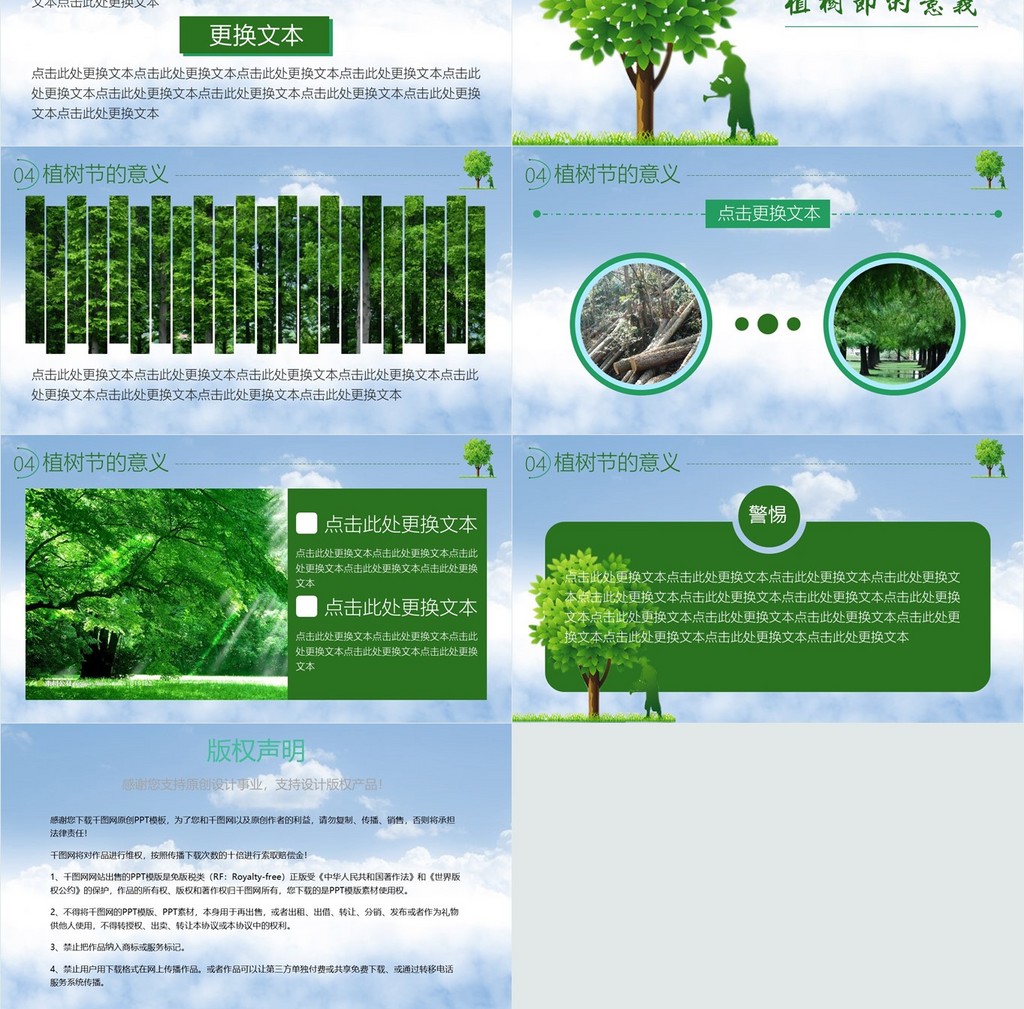 文本点击此处更换文本
更换文本
点击此处更换文本点击此处更换文本点击此处更换文本点击此处更换文本点击此
处更换文本点击此处更换文本点击此处更换文本点击此处更换文本点击此处更换
文本点击此处更换文本
植树节的意义
04 植树节的意义
点击此处更换文本点击此处更换文本点击此处更换文本点击此处更换文本点击此
处更换文本点击此处更换文本点击此处更换文本点击此处更换文本
04 植树节的意义
点击更换文本
04 植树节的意义
点击此处更换文本
点击此处更换文本点击此处更换文本点击此
处更换文本点击此处更换文本点击此处更换
文本
点击此处更换文本
点击此处更换文本点击此处更换文本点击此
处更换文本点击此处更换文本点击此处更换
文本
04 植树节的意义
警惕
点击此处更换文本点击此处更换文本点击此处更换文本点击此处更换文
本点击此处更换文本点击此处更换文本点击此处更换文本点击此处更换
文本点击此处更换文本点击此处更换文本点击此处更换文本点击此处更
换文本点击此处更换文本点击此处更换文本点击此处更换文本
版权声明
感谢您支持原创设计事业，支持设计版权产品！
感谢您下载千图网原创PPT模板，为了您和千图网以及原创作者的利益，请勿复制、传播、销售，否则将承担
法律责任！
千图网将对作品进行维权，按照传播下载次数的十倍进行索取赔偿金！
1、千图网网站出售的PPT模版是免版税类（RF：Royalty-free）正版受《中华人民共和国著作法》和《世界版
权公约》的保护，作品的所有权、版权和著作权归千图网所有，您下载的是PPT模版素材使用权。
2、不得将千图网的PPT模版、PPT素材，本身用于再出售，或者出租、出借、转让、分销、发布或者作为礼物
供他人使用，不得转授权、出卖、转让本协议或本协议中的权利。
3、禁止把作品纳入商标或服务标记。
4、禁止用户用下载格式在网上传播作品。或者作品可以让第三方单独付费或共享免费下载、或通过转移电话
服务系统传播。